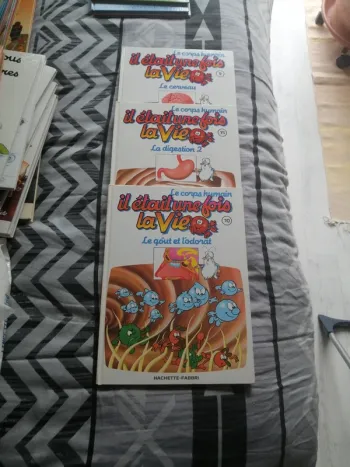 Le corps humain
il était une fois
la Vie
Le cerveau
Le corps humain
il était une fois
la Vie
11
La digestion 2
Le corps humain
il était une fois
la Vie
10
Le goût et l'odorat
HACHETTE-FABBRI